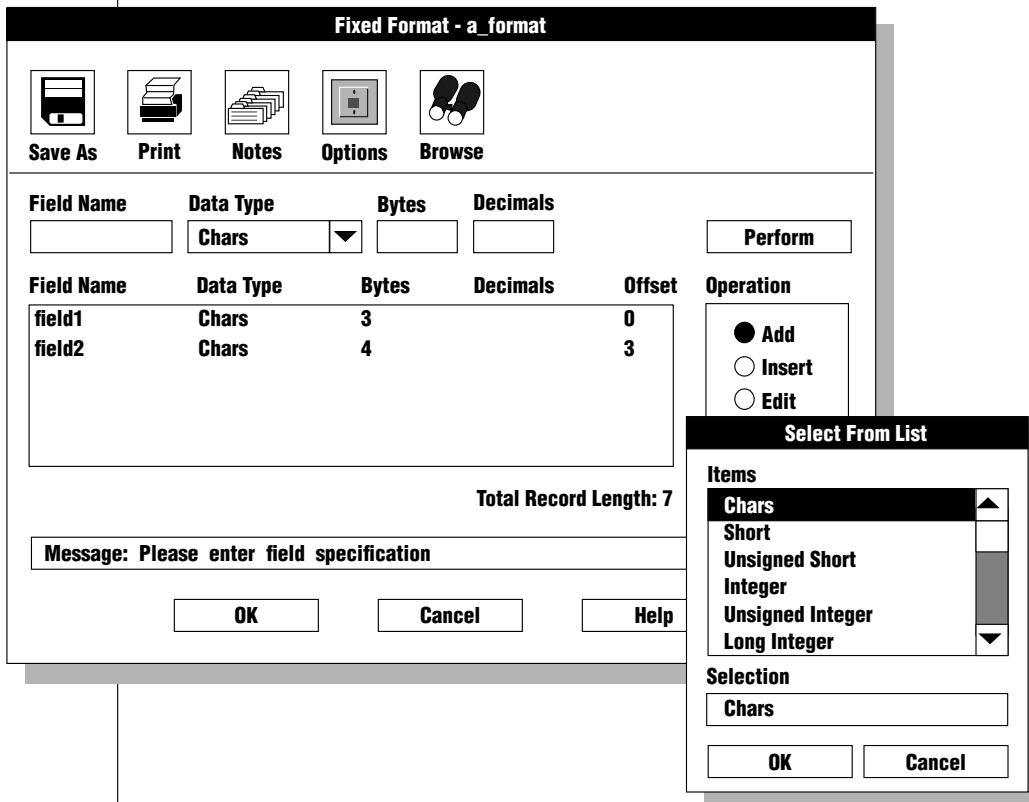 Fixed Format - a_format
Save As Print Notes Options Browse
Field Name Data Type Bytes Decimals
Chars Perform
Field Name Data Type Bytes Decimals Offset Operation
field1 Chars 3 0
field2 Chars 4 3
Add
Insert
Edit
Total Record Length: 7
Message: Please enter field specification
OK Cancel Help
Select From List
Items
Chars
Short
Unsigned Short
Integer
Unsigned Integer
Long Integer
Selection
Chars
OK Cancel